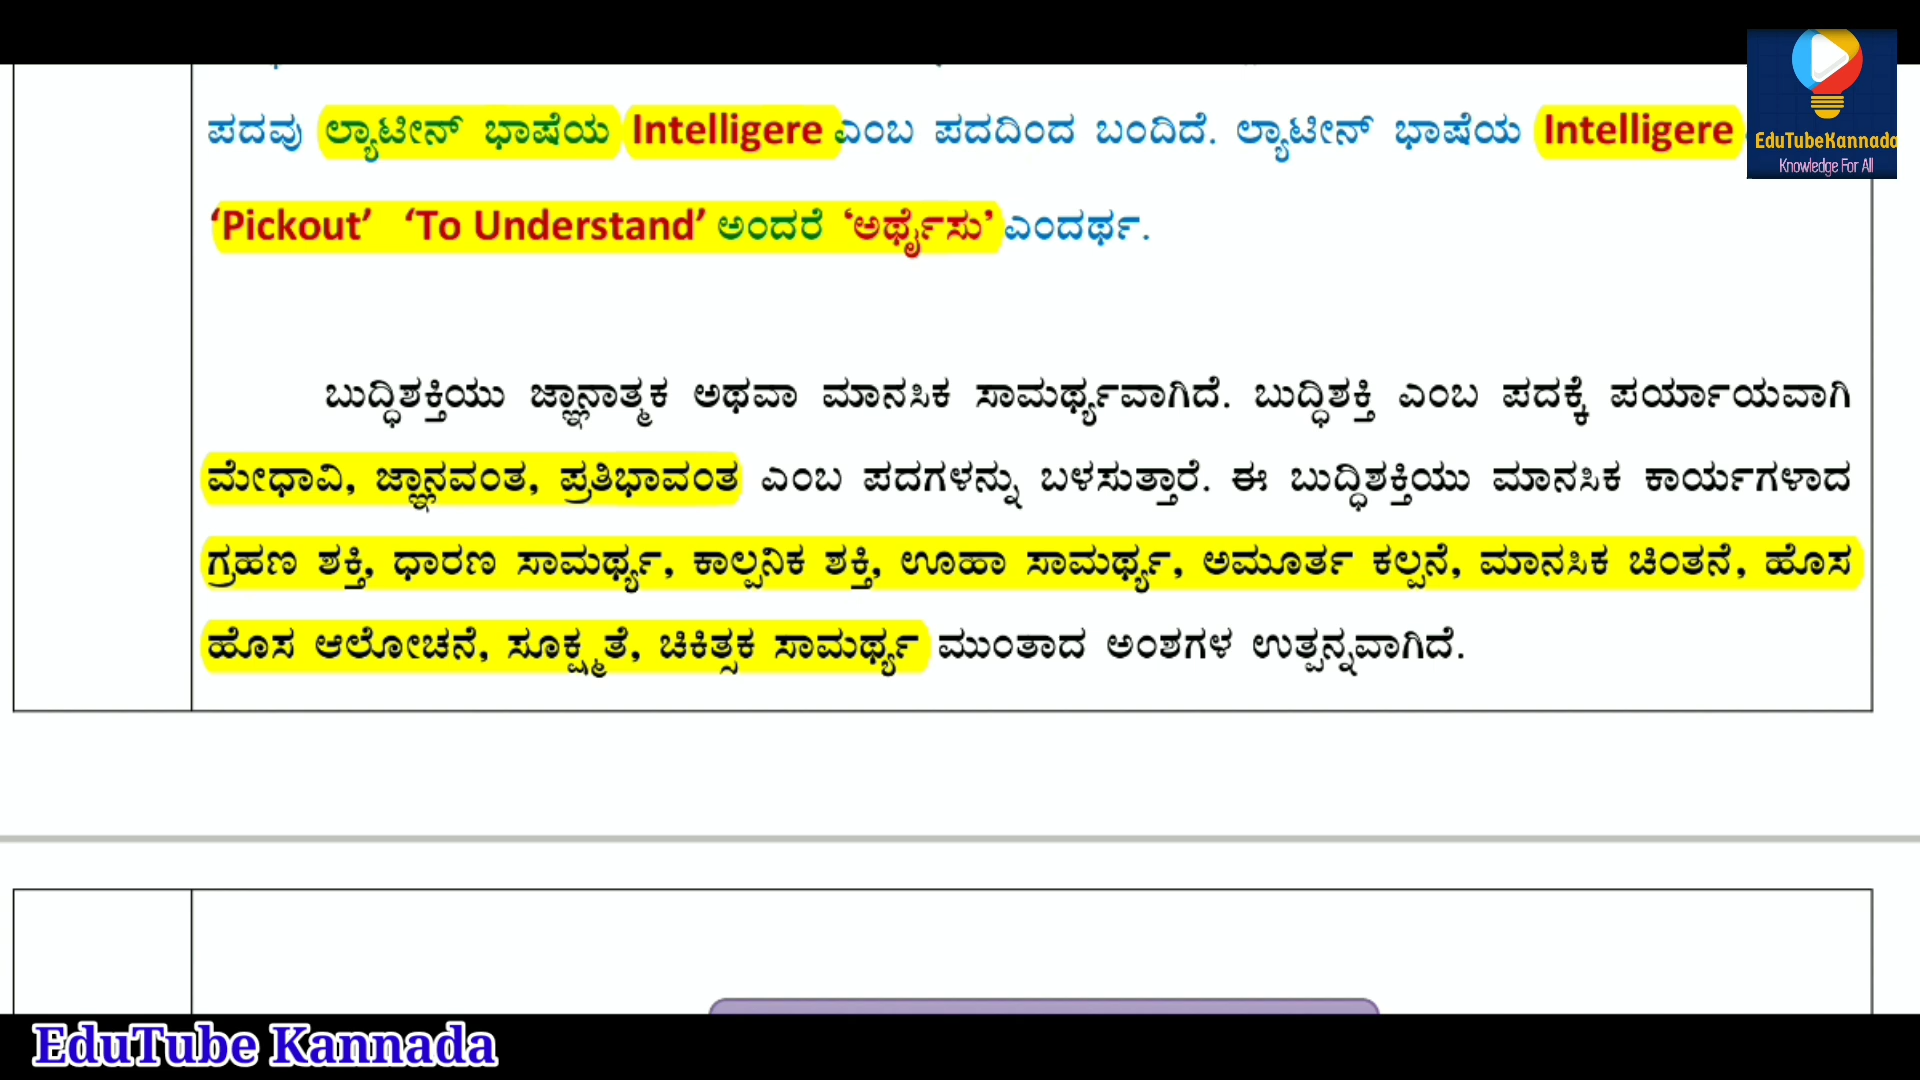 ಪದವು ಲ್ಯಾಟೀನ್ ಭಾಷೆಯ Intelligere ಎಂಬ ಪದದಿಂದ ಬಂದಿದೆ. ಲ್ಯಾಟೀನ್ ಭಾಷೆಯ Intelligere
‘Pickout’ ‘To Understand’ ಅಂದರೆ ‘ಅರ್ಥೈಸು’ ಎಂದರ್ಥ.
ಬುದ್ಧಿಶಕ್ತಿಯು ಜ್ಞಾನಾತ್ಮಕ ಅಥವಾ ಮಾನಸಿಕ ಸಾಮರ್ಥ್ಯವಾಗಿದೆ. ಬುದ್ಧಿಶಕ್ತಿ ಎಂಬ ಪದಕ್ಕೆ ಪರ್ಯಾಯವಾಗಿ
ಮೇಧಾವಿ, ಜ್ಞಾನವಂತ, ಪ್ರತಿಭಾವಂತ ಎಂಬ ಪದಗಳನ್ನು ಬಳಸುತ್ತಾರೆ. ಈ ಬುದ್ಧಿಶಕ್ತಿಯು ಮಾನಸಿಕ ಕಾರ್ಯಗಳಾದ
ಗ್ರಹಣ ಶಕ್ತಿ, ಧಾರಣ ಸಾಮರ್ಥ್ಯ, ಕಾಲ್ಪನಿಕ ಶಕ್ತಿ, ಊಹಾ ಸಾಮರ್ಥ್ಯ, ಅಮೂರ್ತ ಕಲ್ಪನೆ, ಮಾನಸಿಕ ಚಿಂತನೆ, ಹೊಸ
ಹೊಸ ಆಲೋಚನೆ, ಸೂಕ್ಷ್ಮತೆ, ಚಿಕಿತ್ಸಕ ಸಾಮರ್ಥ್ಯ ಮುಂತಾದ ಅಂಶಗಳ ಉತ್ಪನ್ನವಾಗಿದೆ.
EduTubeKannada
Knowledge For All
EduTube Kannada